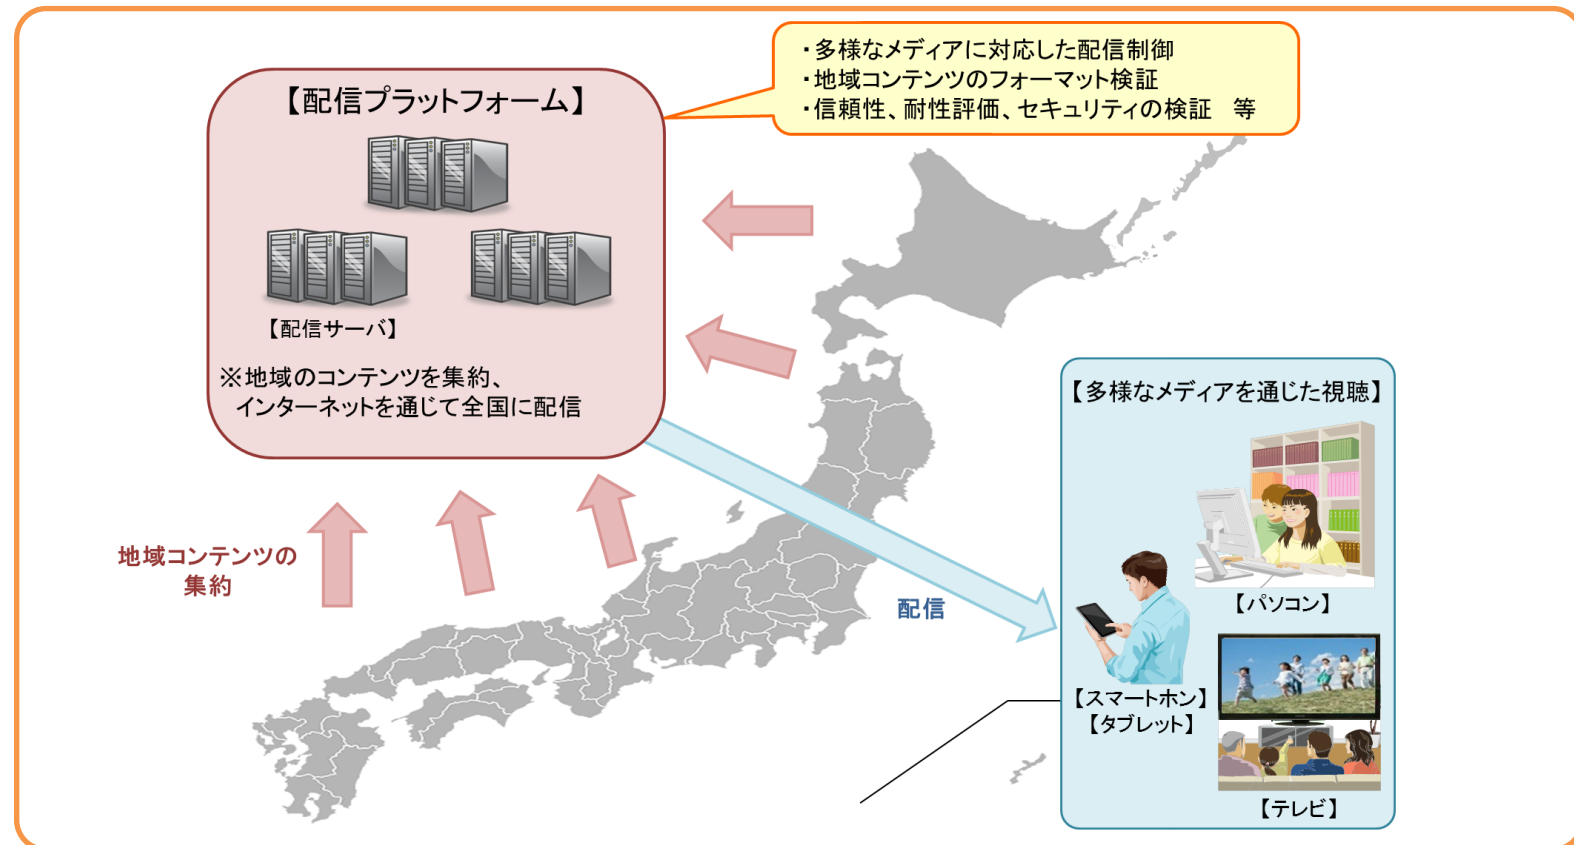 ・多様なメディアに対応した配信制御
・地域コンテンツのフォーマット検証
・信頼性、耐性評価、セキュリティの検証　等
【配信プラットフォーム】
【配信サーバ】
※地域のコンテンツを集約、
インターネットを通じて全国に配信
地域コンテンツの
集約
配信
【多様なメディアを通じた視聴】
【パソコン】
【スマートホン】
【タブレット】
【テレビ】